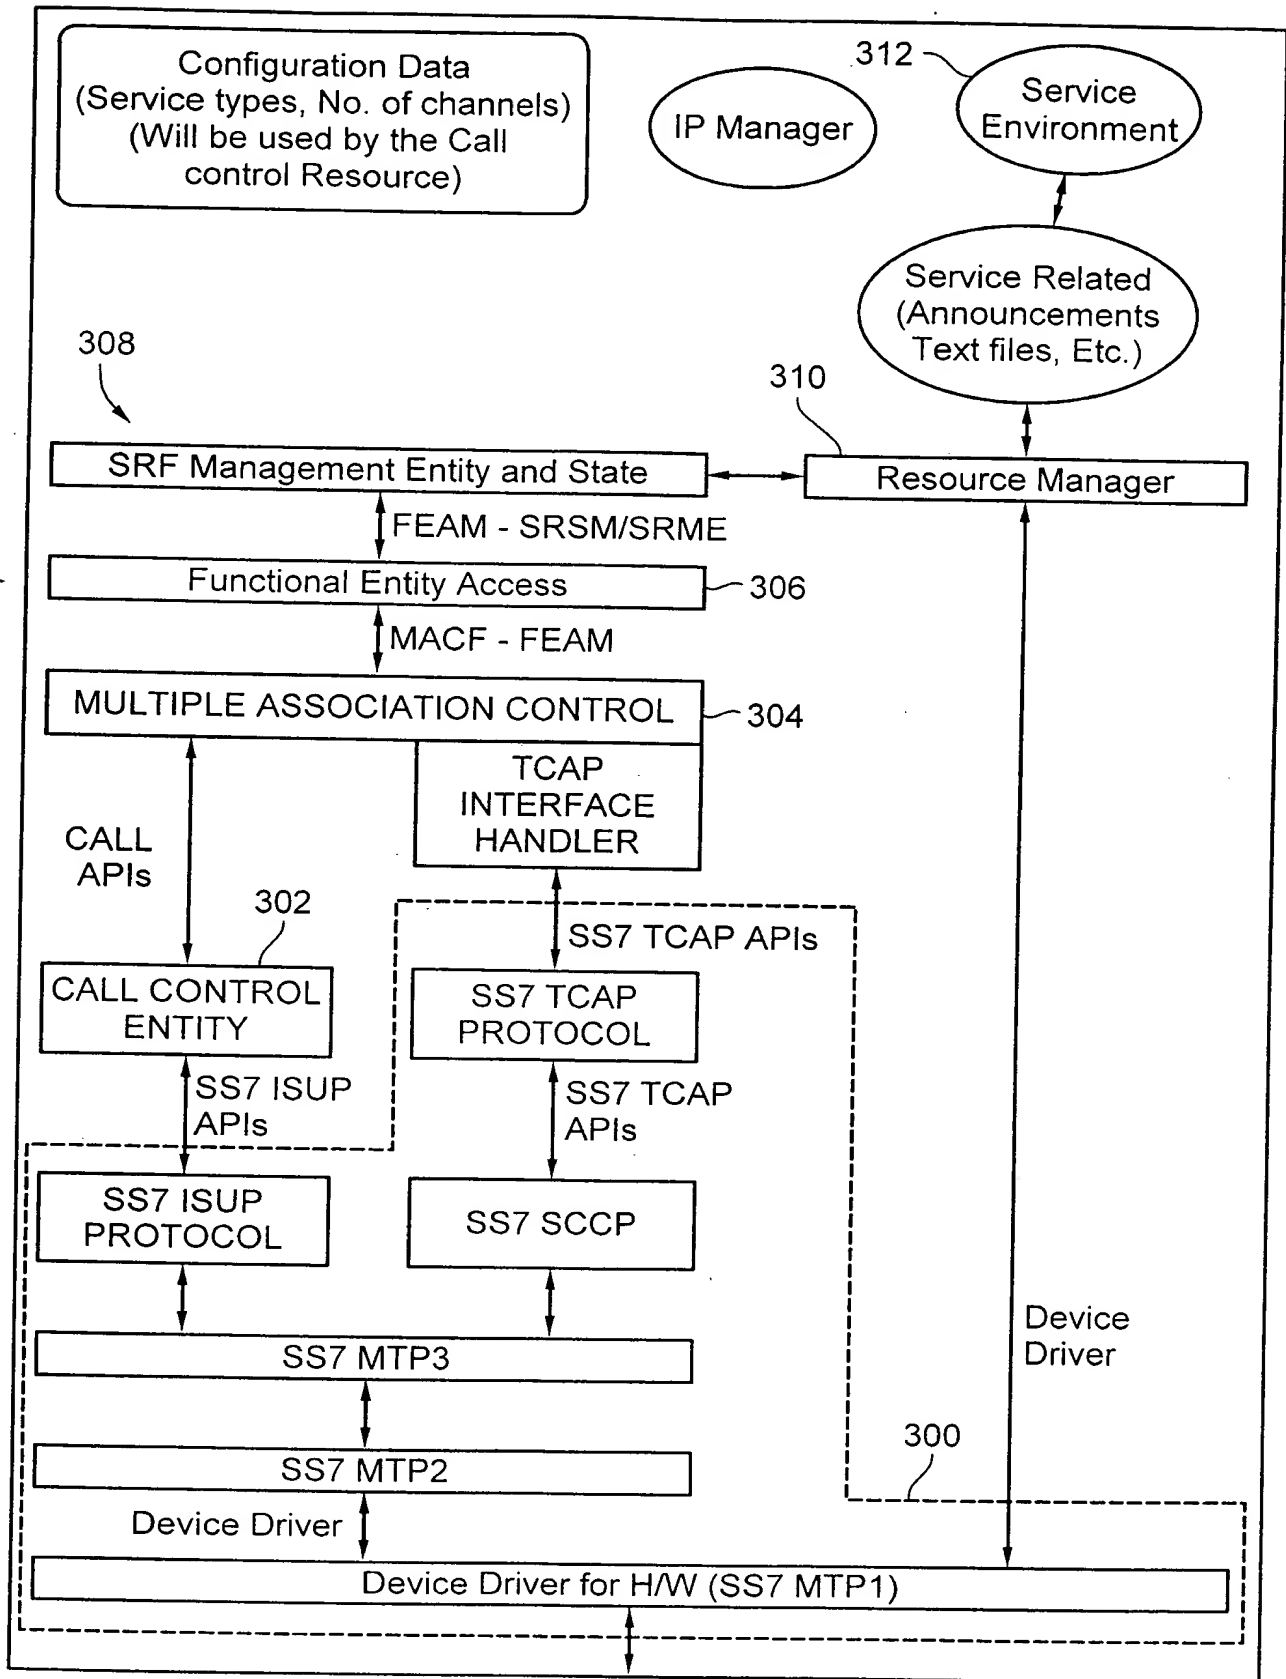 Configuration Data
(Service types, No. of channels)
(Will be used by the Call
control Resource)
IP Manager
312
Service
Environment
Service Related
(Announcements
Text files, Etc.)
308
310
SRF Management Entity and State
Resource Manager
FEAM - SRSM/SRME
Functional Entity Access
306
MACF - FEAM
MULTIPLE ASSOCIATION CONTROL
304
TCAP
INTERFACE
HANDLER
CALL
APIs
302
SS7 TCAP APIs
CALL CONTROL
ENTITY
SS7 TCAP
PROTOCOL
SS7 ISUP
APIs
SS7 TCAP
APIs
SS7 ISUP
PROTOCOL
SS7 SCCP
Device
Driver
SS7 MTP3
300
SS7 MTP2
Device Driver
Device Driver for H/W (SS7 MTP1)